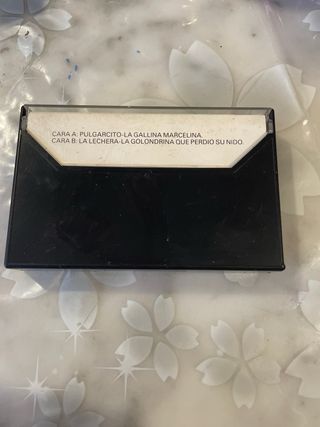 CARA A: PULGARCITO-LA GALLINA MARCELINA.
CARA B: LA LECHERA-LA GOLONDRINA QUE PERDIO SU NIDO.